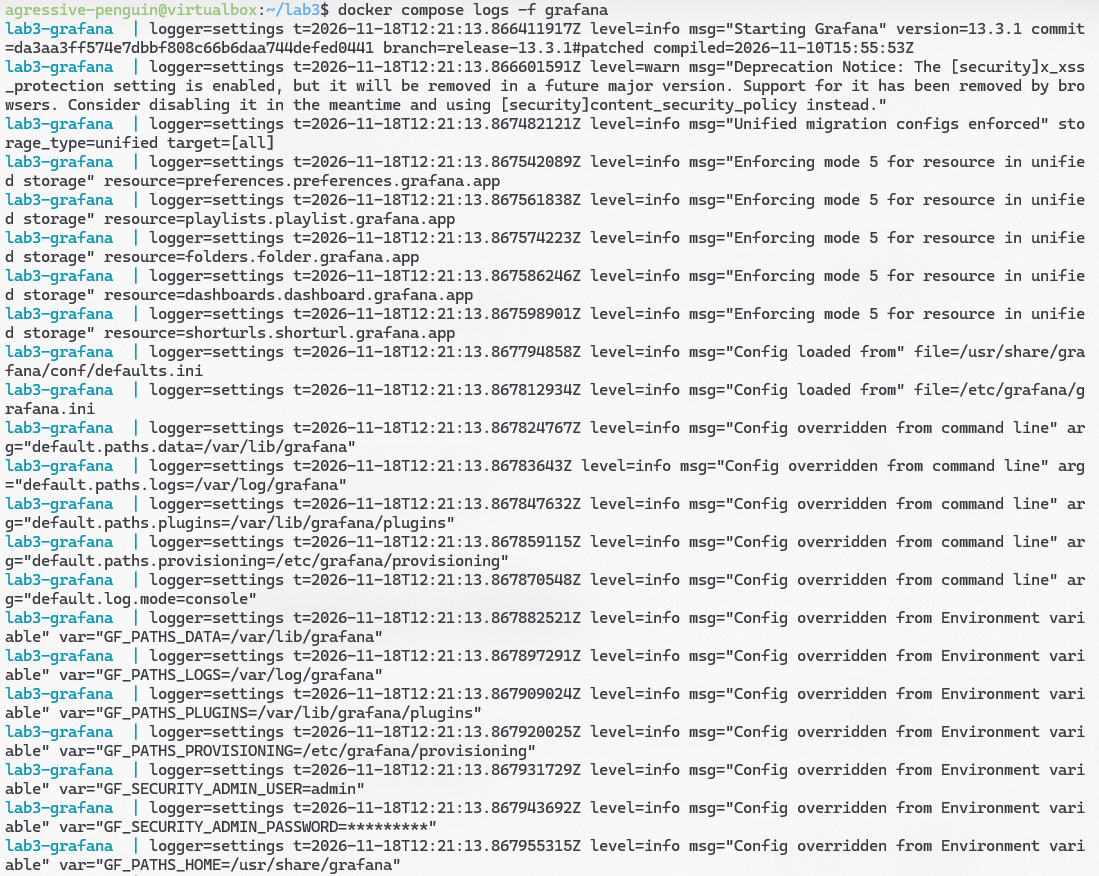 agressive-penguin@virtualbox:~/lab3$ docker compose logs -f grafana
lab3-grafana  | logger=settings t=2026-11-18T12:21:13.866411917Z level=info msg="Starting Grafana" version=13.3.1 commit
=da3aa3ff574e7dbbf808c66b6daa744defed0441 branch=release-13.3.1#patched compiled=2026-11-10T15:55:53Z
lab3-grafana  | logger=settings t=2026-11-18T12:21:13.866601591Z level=warn msg="Deprecation Notice: The [security]x_xss
_protection setting is enabled, but it will be removed in a future major version. Support for it has been removed by bro
wsers. Consider disabling it in the meantime and using [security]content_security_policy instead."
lab3-grafana  | logger=settings t=2026-11-18T12:21:13.867482121Z level=info msg="Unified migration configs enforced" sto
rage_type=unified target=[all]
lab3-grafana  | logger=settings t=2026-11-18T12:21:13.867542089Z level=info msg="Enforcing mode 5 for resource in unifie
d storage" resource=preferences.preferences.grafana.app
lab3-grafana  | logger=settings t=2026-11-18T12:21:13.867561838Z level=info msg="Enforcing mode 5 for resource in unifie
d storage" resource=playlists.playlist.grafana.app
lab3-grafana  | logger=settings t=2026-11-18T12:21:13.867574223Z level=info msg="Enforcing mode 5 for resource in unifie
d storage" resource=folders.folder.grafana.app
lab3-grafana  | logger=settings t=2026-11-18T12:21:13.867586246Z level=info msg="Enforcing mode 5 for resource in unifie
d storage" resource=dashboards.dashboard.grafana.app
lab3-grafana  | logger=settings t=2026-11-18T12:21:13.867598901Z level=info msg="Enforcing mode 5 for resource in unifie
d storage" resource=shorturls.shorturl.grafana.app
lab3-grafana  | logger=settings t=2026-11-18T12:21:13.867794858Z level=info msg="Config loaded from" file=/usr/share/gra
fana/conf/defaults.ini
lab3-grafana  | logger=settings t=2026-11-18T12:21:13.867812934Z level=info msg="Config loaded from" file=/etc/grafana/g
rafana.ini
lab3-grafana  | logger=settings t=2026-11-18T12:21:13.867824767Z level=info msg="Config overridden from command line" ar
g="default.paths.data=/var/lib/grafana"
lab3-grafana  | logger=settings t=2026-11-18T12:21:13.86783643Z level=info msg="Config overridden from command line" arg
="default.paths.logs=/var/log/grafana"
lab3-grafana  | logger=settings t=2026-11-18T12:21:13.867847632Z level=info msg="Config overridden from command line" ar
g="default.paths.plugins=/var/lib/grafana/plugins"
lab3-grafana  | logger=settings t=2026-11-18T12:21:13.867859115Z level=info msg="Config overridden from command line" ar
g="default.paths.provisioning=/etc/grafana/provisioning"
lab3-grafana  | logger=settings t=2026-11-18T12:21:13.867870548Z level=info msg="Config overridden from command line" ar
g="default.log.mode=console"
lab3-grafana  | logger=settings t=2026-11-18T12:21:13.867882521Z level=info msg="Config overridden from Environment vari
able" var="GF_PATHS_DATA=/var/lib/grafana"
lab3-grafana  | logger=settings t=2026-11-18T12:21:13.867897291Z level=info msg="Config overridden from Environment vari
able" var="GF_PATHS_LOGS=/var/log/grafana"
lab3-grafana  | logger=settings t=2026-11-18T12:21:13.867909024Z level=info msg="Config overridden from Environment vari
able" var="GF_PATHS_PLUGINS=/var/lib/grafana/plugins"
lab3-grafana  | logger=settings t=2026-11-18T12:21:13.867920025Z level=info msg="Config overridden from Environment vari
able" var="GF_PATHS_PROVISIONING=/etc/grafana/provisioning"
lab3-grafana  | logger=settings t=2026-11-18T12:21:13.867931729Z level=info msg="Config overridden from Environment vari
able" var="GF_SECURITY_ADMIN_USER=admin"
lab3-grafana  | logger=settings t=2026-11-18T12:21:13.867943692Z level=info msg="Config overridden from Environment vari
able" var="GF_SECURITY_ADMIN_PASSWORD=*********"
lab3-grafana  | logger=settings t=2026-11-18T12:21:13.867955315Z level=info msg="Config overridden from Environment vari
able" var="GF_PATHS_HOME=/usr/share/grafana"